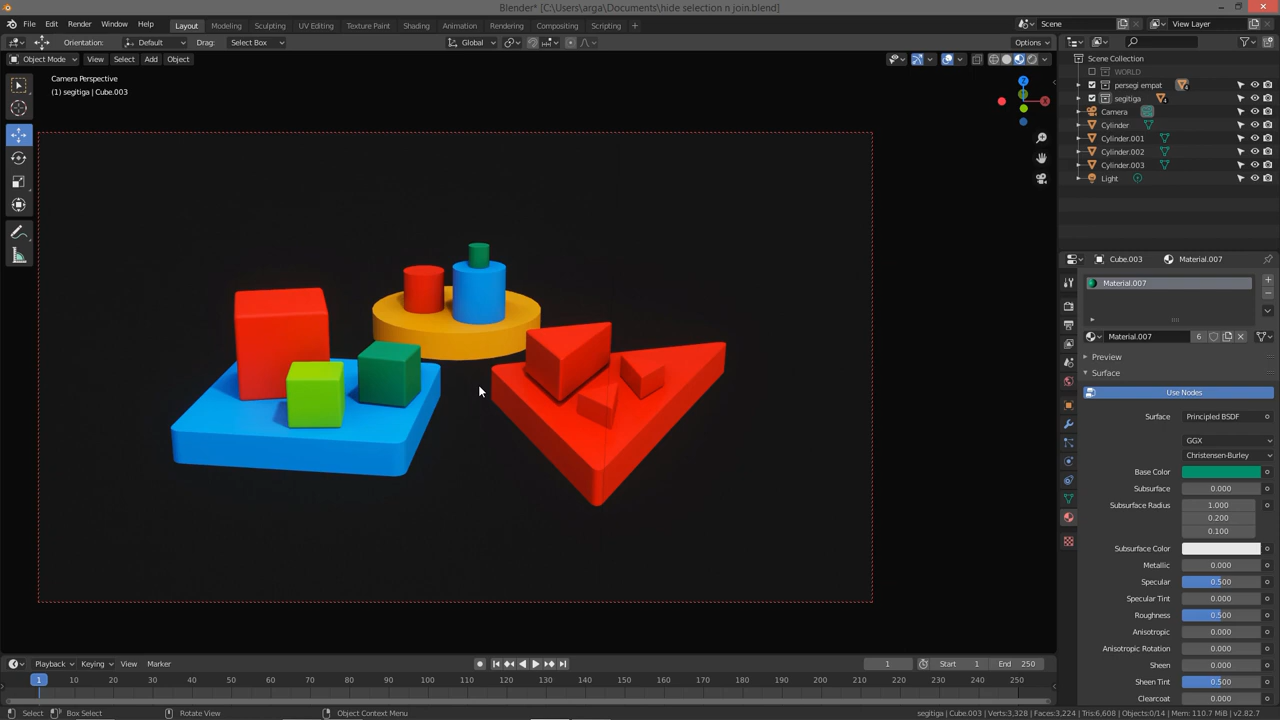 Blender* [C:\Users\arga\Documents\hide selection n join.blend]
File Edit Render Window Help
Layout Modeling Sculpting UV Editing Texture Paint Shading Animation Rendering Compositing Scripting +
Scene View Layer
Orientation: Default Drag: Select Box Global Options
Object Mode View Select Add Object
Camera Perspective
(1) segitiga | Cube.003
Z
X
Scene Collection
WORLD
persegi empat
segitiga
Camera
Cylinder
Cylinder.001
Cylinder.002
Cylinder.003
Light
Cube.003 Material.007
Material.007
Material.007 6
Preview
Surface
Use Nodes
Surface Principled BSDF
GGX
Christensen-Burley
Base Color
Subsurface 0.000
Subsurface Radius 1.000
0.200
0.100
Subsurface Color
Metallic 0.000
Specular 0.500
Specular Tint 0.000
Roughness 0.500
Anisotropic 0.000
Anisotropic Rotation 0.000
Sheen 0.000
Sheen Tint 0.500
Clearcoat 0.000
Playback Keying View Marker 1 Start 1 End 250
1 10 20 30 40 50 60 70 80 90 100 110 120 130 140 150 160 170 180 190 200 210 220 230 240 250
Select Box Select Rotate View Object Context Menu segitiga | Cube.003 | Verts:3,328 | Faces:3,224 | Tris:6,608 | Objects:0/14 | Mem: 110.7 MiB | v2.82.7